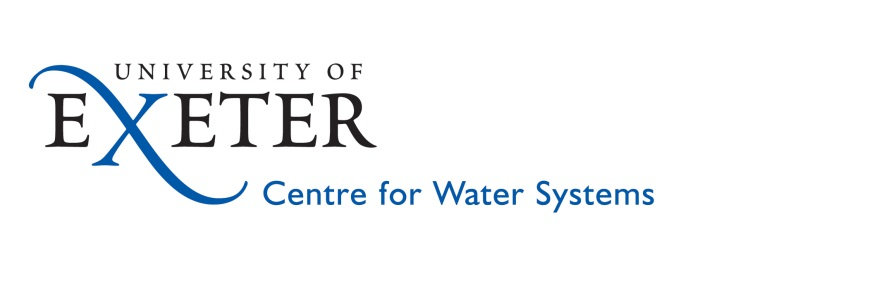 UNIVERSITY OF
EXETER
Centre for Water Systems